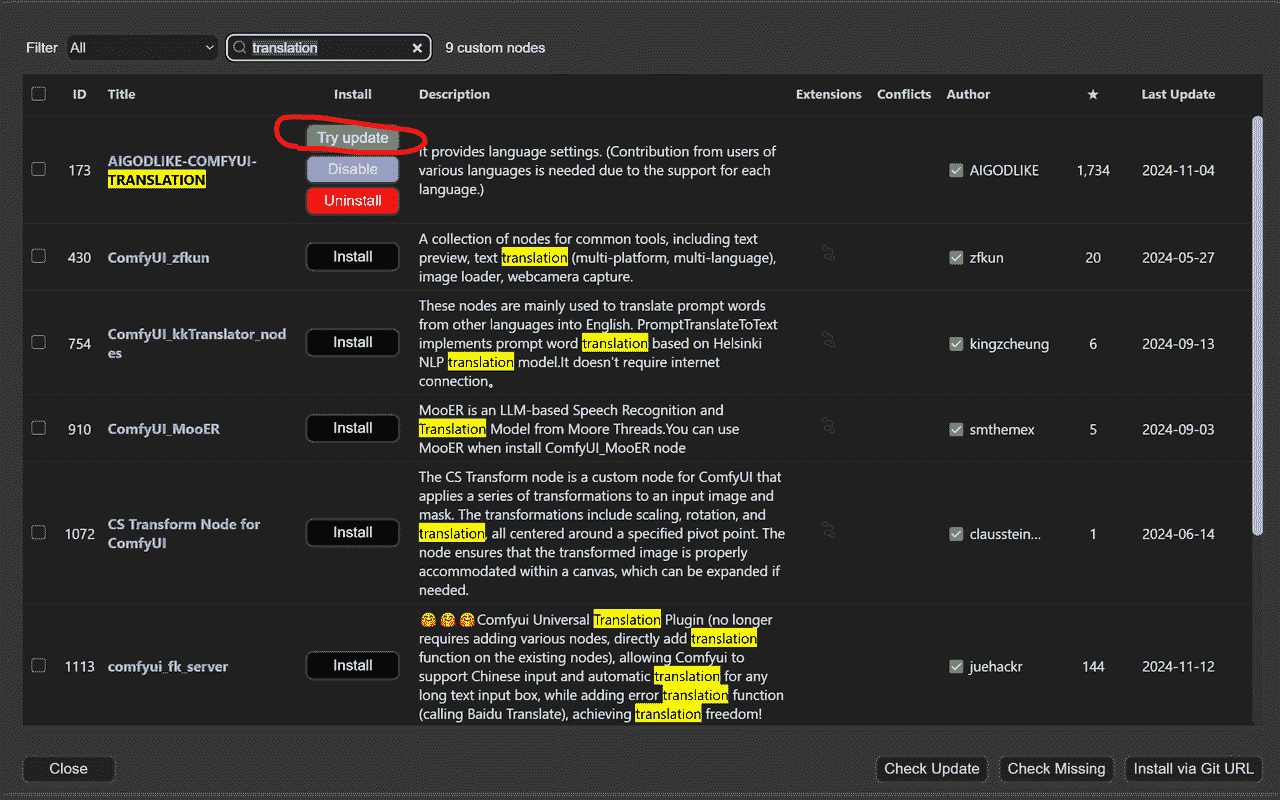 Filter All translation 9 custom nodes
ID Title Install Description Extensions Conflicts Author ★ Last Update
173
AIGODLIKE-COMFYUI-
TRANSLATION
Try update
Disable
Uninstall
It provides language settings. (Contribution from users of
various languages is needed due to the support for each
language.)
AIGODLIKE
1,734
2024-11-04
430
ComfyUI_zfkun
Install
A collection of nodes for common tools, including text
preview, text translation (multi-platform, multi-language),
image loader, webcamera capture.
zfkun
20
2024-05-27
754
ComfyUI_kkTranslator_nod
es
Install
These nodes are mainly used to translate prompt words
from other languages into English. PromptTranslateToText
implements prompt word translation based on Helsinki
NLP translation model.It doesn't require internet
connection。
kingzcheung
6
2024-09-13
910
ComfyUI_MooER
Install
MooER is an LLM-based Speech Recognition and
Translation Model from Moore Threads.You can use
MooER when install ComfyUI_MooER node
smthemex
5
2024-09-03
1072
CS Transform Node for
ComfyUI
Install
The CS Transform node is a custom node for ComfyUI that
applies a series of transformations to an input image and
mask. The transformations include scaling, rotation, and
translation, all centered around a specified pivot point. The
node ensures that the transformed image is properly
accommodated within a canvas, which can be expanded if
needed.
clausstein...
1
2024-06-14
1113
comfyui_fk_server
Install
🤗 🤗 🤗Comfyui Universal Translation Plugin (no longer
requires adding various nodes, directly add translation
function on the existing nodes), allowing Comfyui to
support Chinese input and automatic translation for any
long text input box, while adding error translation function
(calling Baidu Translate), achieving translation freedom!
juehackr
144
2024-11-12
Close Check Update Check Missing Install via Git URL